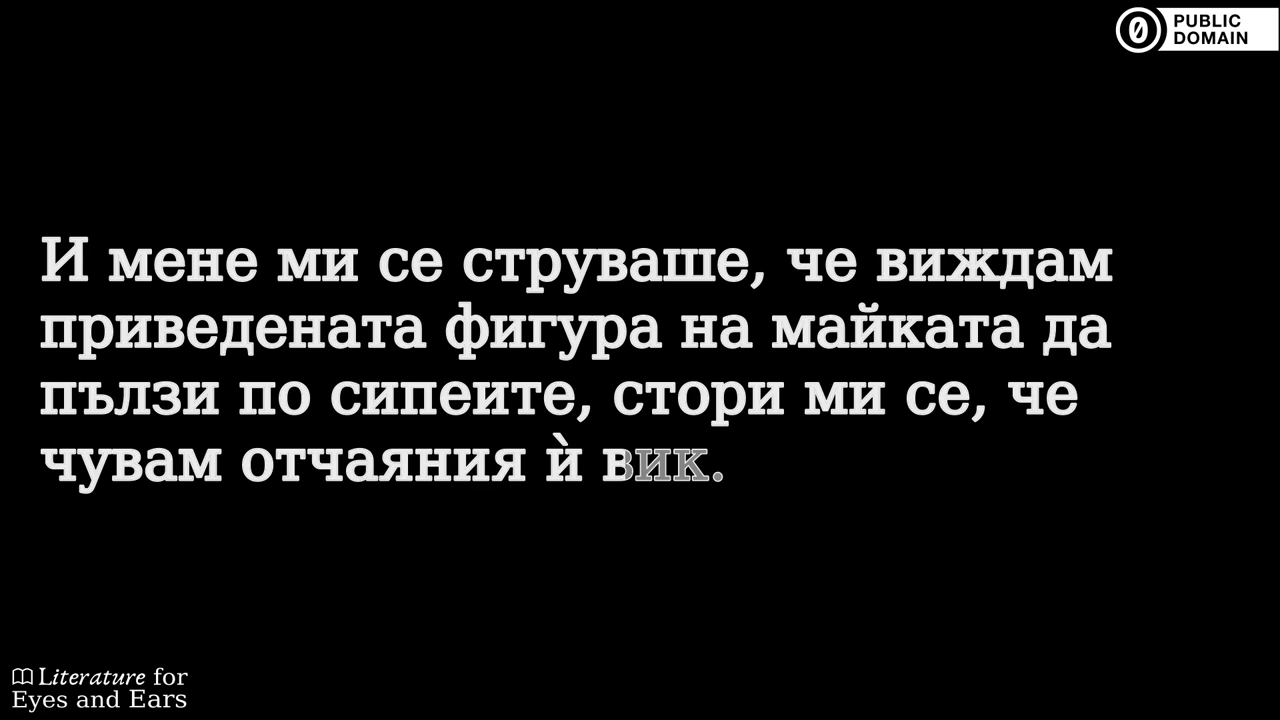 PUBLIC
DOMAIN
И мене ми се струваше, че виждам
приведената фигура на майката да
пълзи по сипеите, стори ми се, че
чувам отчаяния ѝ вик.
Literature for
Eyes and Ears